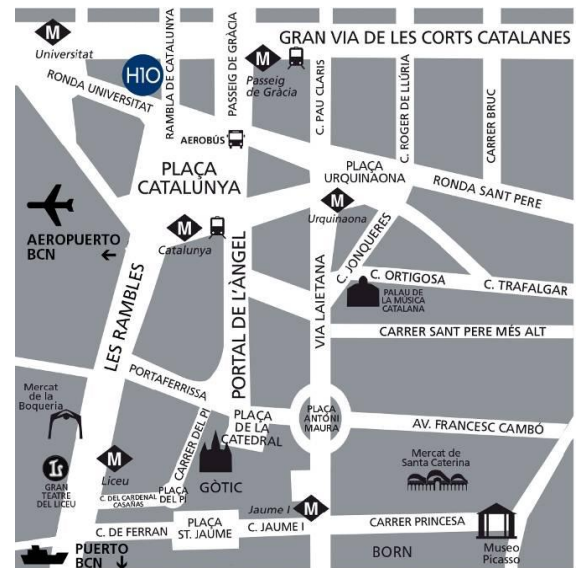 M
Universitat
H10
RONDA UNIVERSITAT
RAMBLA DE CATALUNYA
PASSEIG DE GRÀCIA
M
Passeig
de Gràcia
GRAN VIA DE LES CORTS CATALANES
C. PAU CLARIS
C. ROGER DE LLÚRIA
CARRER BRUC
AEROBÚS
PLAÇA
CATALUNYA
PLAÇA
URQUINAONA
RONDA SANT PERE
M
Urquinaona
AEROPUERTO
BCN ←
M
Catalunya
C. JONQUERES
C. ORTIGOSA
C. TRAFALGAR
PALAU DE
LA MÚSICA
CATALANA
LES RAMBLES
PORTAL DE L'ÀNGEL
VIA LAIETANA
CARRER SANT PERE MÉS ALT
PORTAFERRISSA
Mercat
de la
Boqueria
CARRER DEL PI
PLAÇA
DE LA
CATEDRAL
PLAÇA
ANTONI
MAURA
AV. FRANCESC CAMBÓ
Mercat de
Santa Caterina
GRAN
TEATRE
DEL LICEU
M
Liceu
C. DEL CARDENAL
CASAÑAS
PLAÇA
DEL PI
GÒTIC
Jaume I
M
C. DE FERRAN
PLAÇA
ST. JAUME
C. JAUME I
CARRER PRINCESA
PUERTO
BCN ↓
BORN
Museo
Picasso